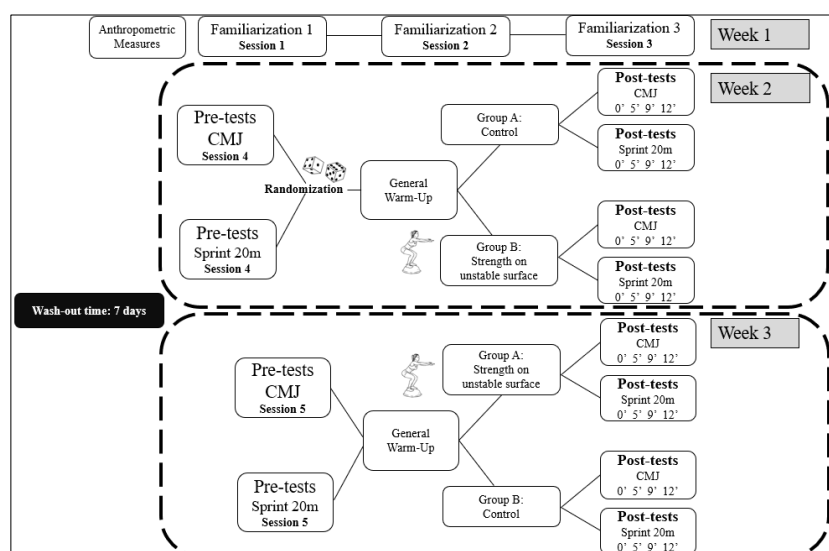 Anthropometric
Measures
Familiarization 1
Session 1
Familiarization 2
Session 2
Familiarization 3
Session 3
Week 1
Week 2
Pre-tests
CMJ
Session 4
Pre-tests
Sprint 20m
Session 4
Randomization
General
Warm-Up
Group A:
Control
Group B:
Strength on
unstable surface
Post-tests
CMJ
0’ 5’ 9’ 12’
Post-tests
Sprint 20m
0’ 5’ 9’ 12’
Post-tests
CMJ
0’ 5’ 9’ 12’
Post-tests
Sprint 20m
0’ 5’ 9’ 12’
Wash-out time: 7 days
Week 3
Pre-tests
CMJ
Session 5
Pre-tests
Sprint 20m
Session 5
General
Warm-Up
Group A:
Strength on
unstable surface
Group B:
Control
Post-tests
CMJ
0’ 5’ 9’ 12’
Post-tests
Sprint 20m
0’ 5’ 9’ 12’
Post-tests
CMJ
0’ 5’ 9’ 12’
Post-tests
Sprint 20m
0’ 5’ 9’ 12’